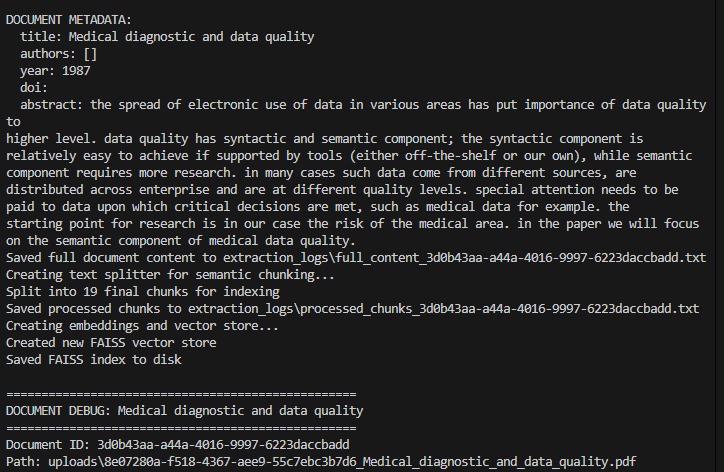 DOCUMENT METADATA:
  title: Medical diagnostic and data quality
  authors: []
  year: 1987
  doi:
  abstract: the spread of electronic use of data in various areas has put importance of data quality
to
higher level. data quality has syntactic and semantic component; the syntactic component is
relatively easy to achieve if supported by tools (either off-the-shelf or our own), while semantic
component requires more research. in many cases such data come from different sources, are
distributed across enterprise and are at different quality levels. special attention needs to be
paid to data upon which critical decisions are met, such as medical data for example. the
starting point for research is in our case the risk of the medical area. in the paper we will focus
on the semantic component of medical data quality.
Saved full document content to extraction_logs\full_content_3d0b43aa-a44a-4016-9997-6223daccbadd.txt
Creating text splitter for semantic chunking...
Split into 19 final chunks for indexing
Saved processed chunks to extraction_logs\processed_chunks_3d0b43aa-a44a-4016-9997-6223daccbadd.txt
Creating embeddings and vector store...
Created new FAISS vector store
Saved FAISS index to disk

==================================================
DOCUMENT DEBUG: Medical diagnostic and data quality
==================================================
Document ID: 3d0b43aa-a44a-4016-9997-6223daccbadd
Path: uploads\8e07280a-f518-4367-aee9-55c7ebc3b7d6_Medical_diagnostic_and_data_quality.pdf